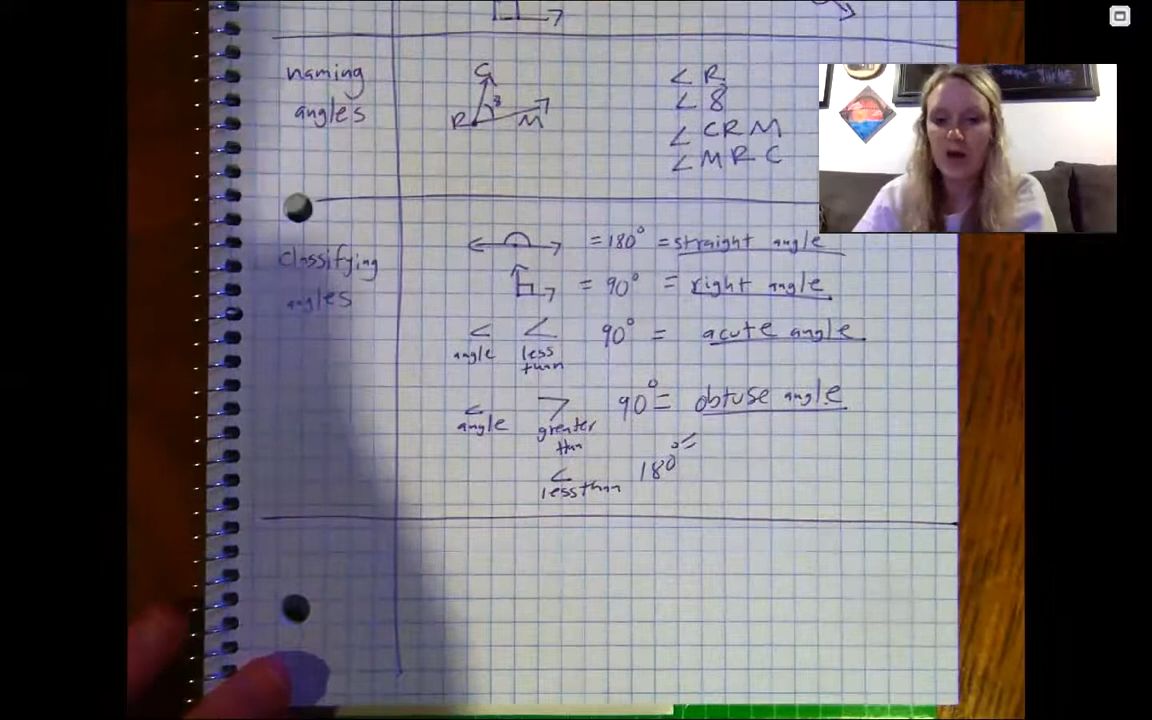 naming
angles
C
8
R
M
< R
< 8
< CRM
< MRC
classifying
angles
= 180° = straight angle
= 90° = right angle
< < 90° = acute angle
angle less
than
< > 90° = obtuse angle
angle greater
than
< 180° =
less than